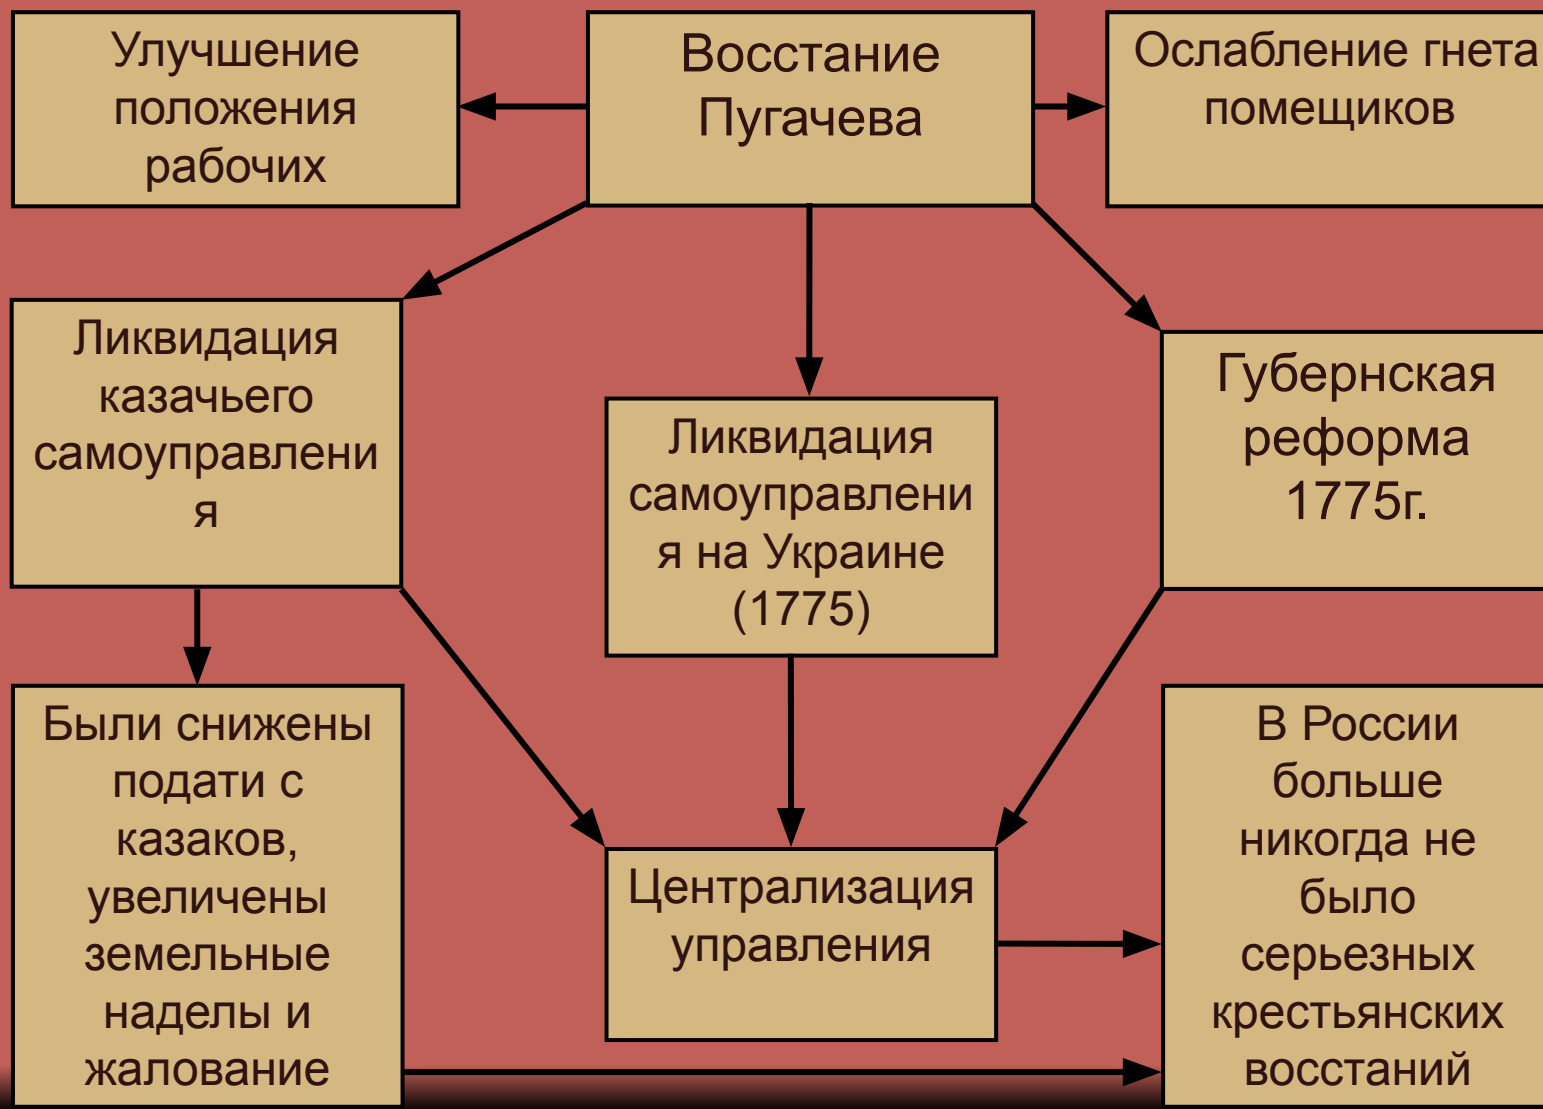 Улучшение
положения
рабочих
Восстание
Пугачева
Ослабление гнета
помещиков
Ликвидация
казачьего
самоуправлени
я
Ликвидация
самоуправлени
я на Украине
(1775)
Губернская
реформа
1775г.
Были снижены
подати с
казаков,
увеличены
земельные
наделы и
жалование
Централизация
управления
В России
больше
никогда не
было
серьезных
крестьянских
восстаний